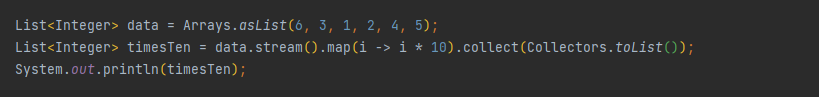 List<Integer> data = Arrays.asList(6, 3, 1, 2, 4, 5);
List<Integer> timesTen = data.stream().map(i -> i * 10).collect(Collectors.toList());
System.out.println(timesTen);